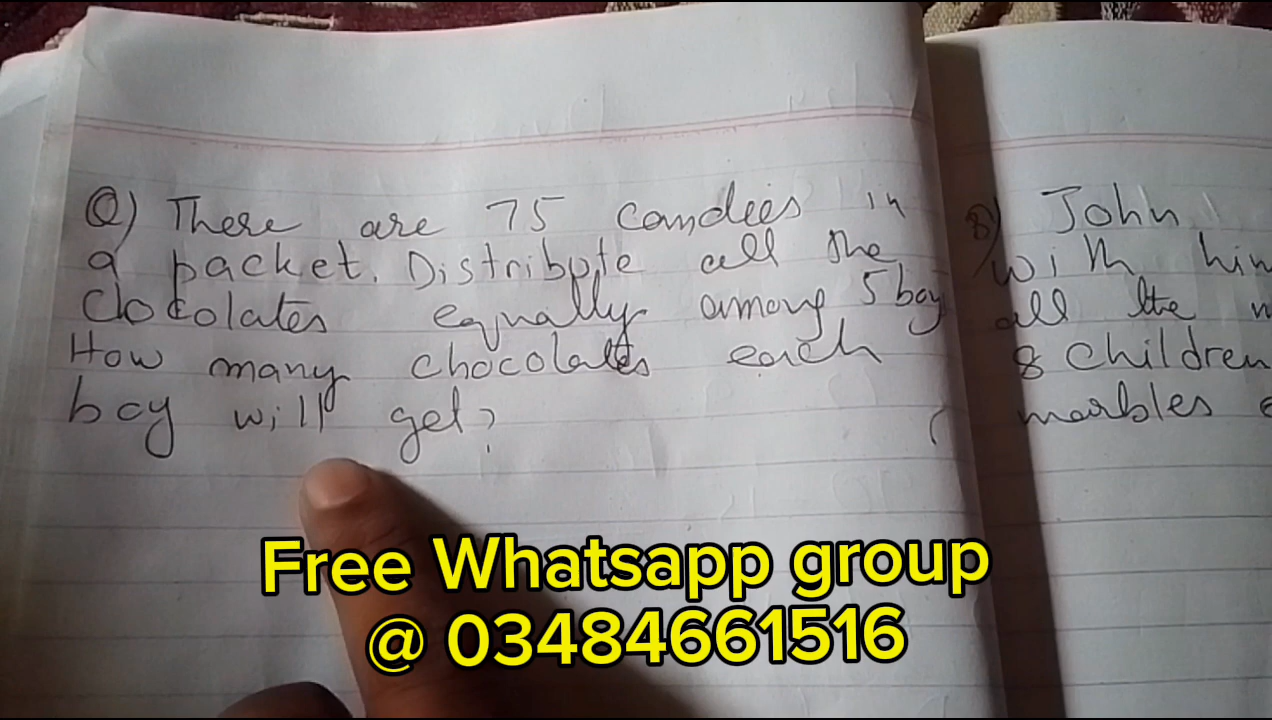 Q) There are 75 candies in
a packet. Distribute all the
Chocolates equally among 5 boy
How many chocolates each
boy will get?
8) John
with him
all the
8 children
marbles
Free Whatsapp group
@ 03484661516